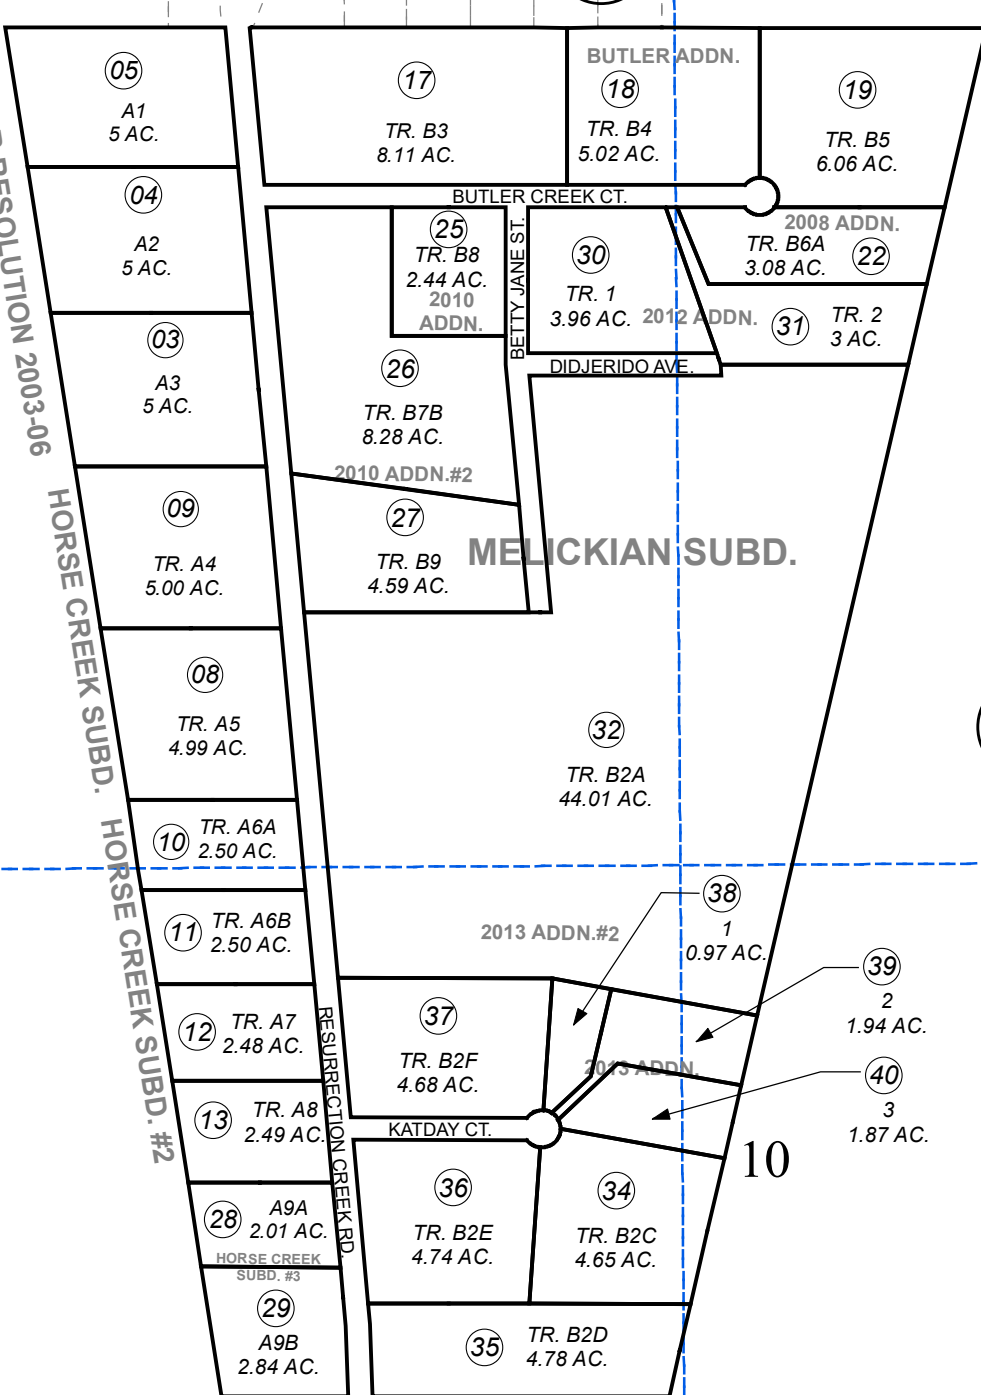 05
A1
5 AC.
04
A2
5 AC.
03
A3
5 AC.
09
TR. A4
5.00 AC.
08
TR. A5
4.99 AC.
10
TR. A6A
2.50 AC.
11
TR. A6B
2.50 AC.
12
TR. A7
2.48 AC.
13
TR. A8
2.49 AC.
28
A9A
2.01 AC.
HORSE CREEK
SUBD. #3
29
A9B
2.84 AC.
RESOLUTION 2003-06
HORSE CREEK SUBD.
HORSE CREEK SUBD. #2
RESURRECTION CREEK RD.
17
TR. B3
8.11 AC.
BUTLER ADDN.
18
TR. B4
5.02 AC.
19
TR. B5
6.06 AC.
BUTLER CREEK CT.
25
TR. B8
2.44 AC.
2010
ADDN.
BETTY JANE ST.
30
TR. 1
3.96 AC.
2012 ADDN.
2008 ADDN.
TR. B6A
3.08 AC.
22
31
TR. 2
3 AC.
DIDJERIDO AVE.
26
TR. B7B
8.28 AC.
2010 ADDN.#2
27
TR. B9
4.59 AC.
MELICKIAN SUBD.
32
TR. B2A
44.01 AC.
2013 ADDN.#2
38
1
0.97 AC.
39
2
1.94 AC.
40
3
1.87 AC.
37
TR. B2F
4.68 AC.
2013 ADDN.
KATDAY CT.
10
36
TR. B2E
4.74 AC.
34
TR. B2C
4.65 AC.
35
TR. B2D
4.78 AC.